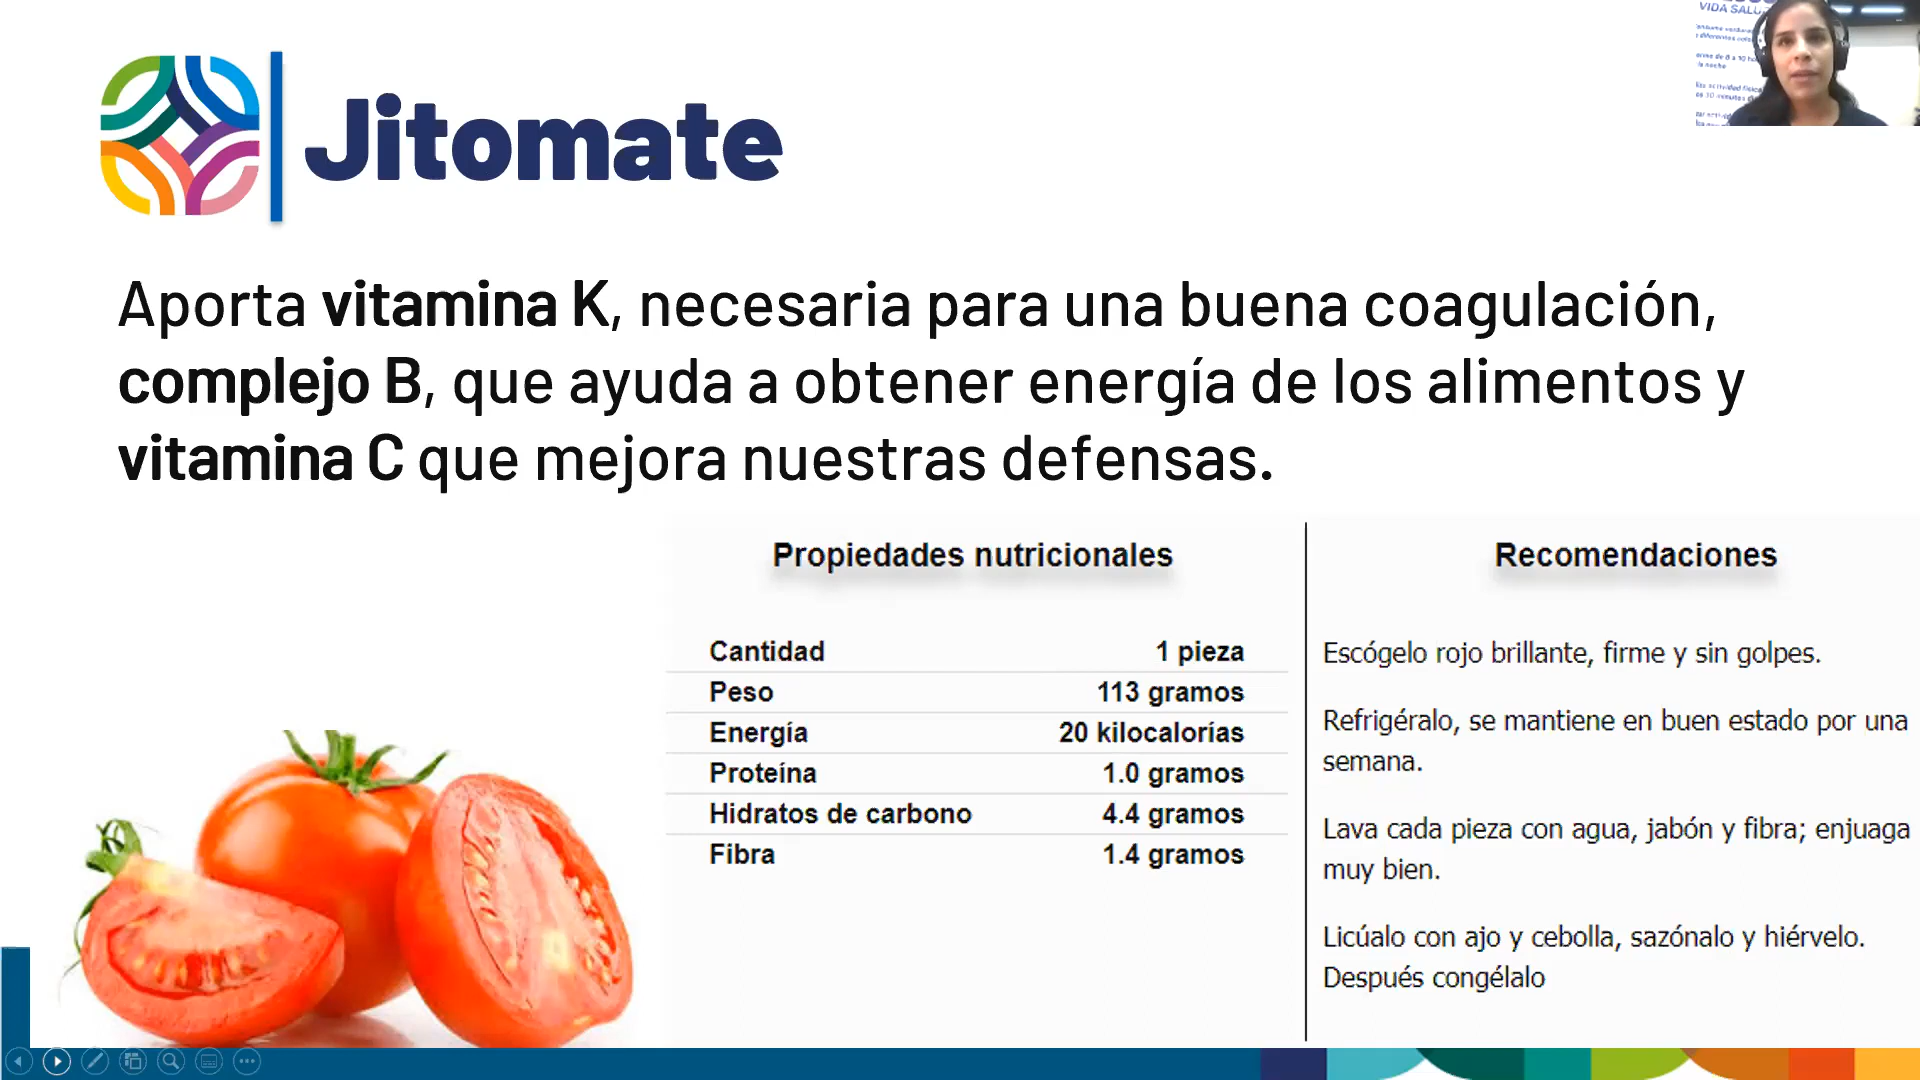 Jitomate
VIDA SALU
Aporta vitamina K, necesaria para una buena coagulación,
complejo B, que ayuda a obtener energía de los alimentos y
vitamina C que mejora nuestras defensas.
Propiedades nutricionales
Cantidad 1 pieza
Peso 113 gramos
Energía 20 kilocalorías
Proteína 1.0 gramos
Hidratos de carbono 4.4 gramos
Fibra 1.4 gramos
Recomendaciones
Escógelo rojo brillante, firme y sin golpes.
Refrigéralo, se mantiene en buen estado por una
semana.
Lava cada pieza con agua, jabón y fibra; enjuaga
muy bien.
Licúalo con ajo y cebolla, sazónalo y hiérvelo.
Después congélalo